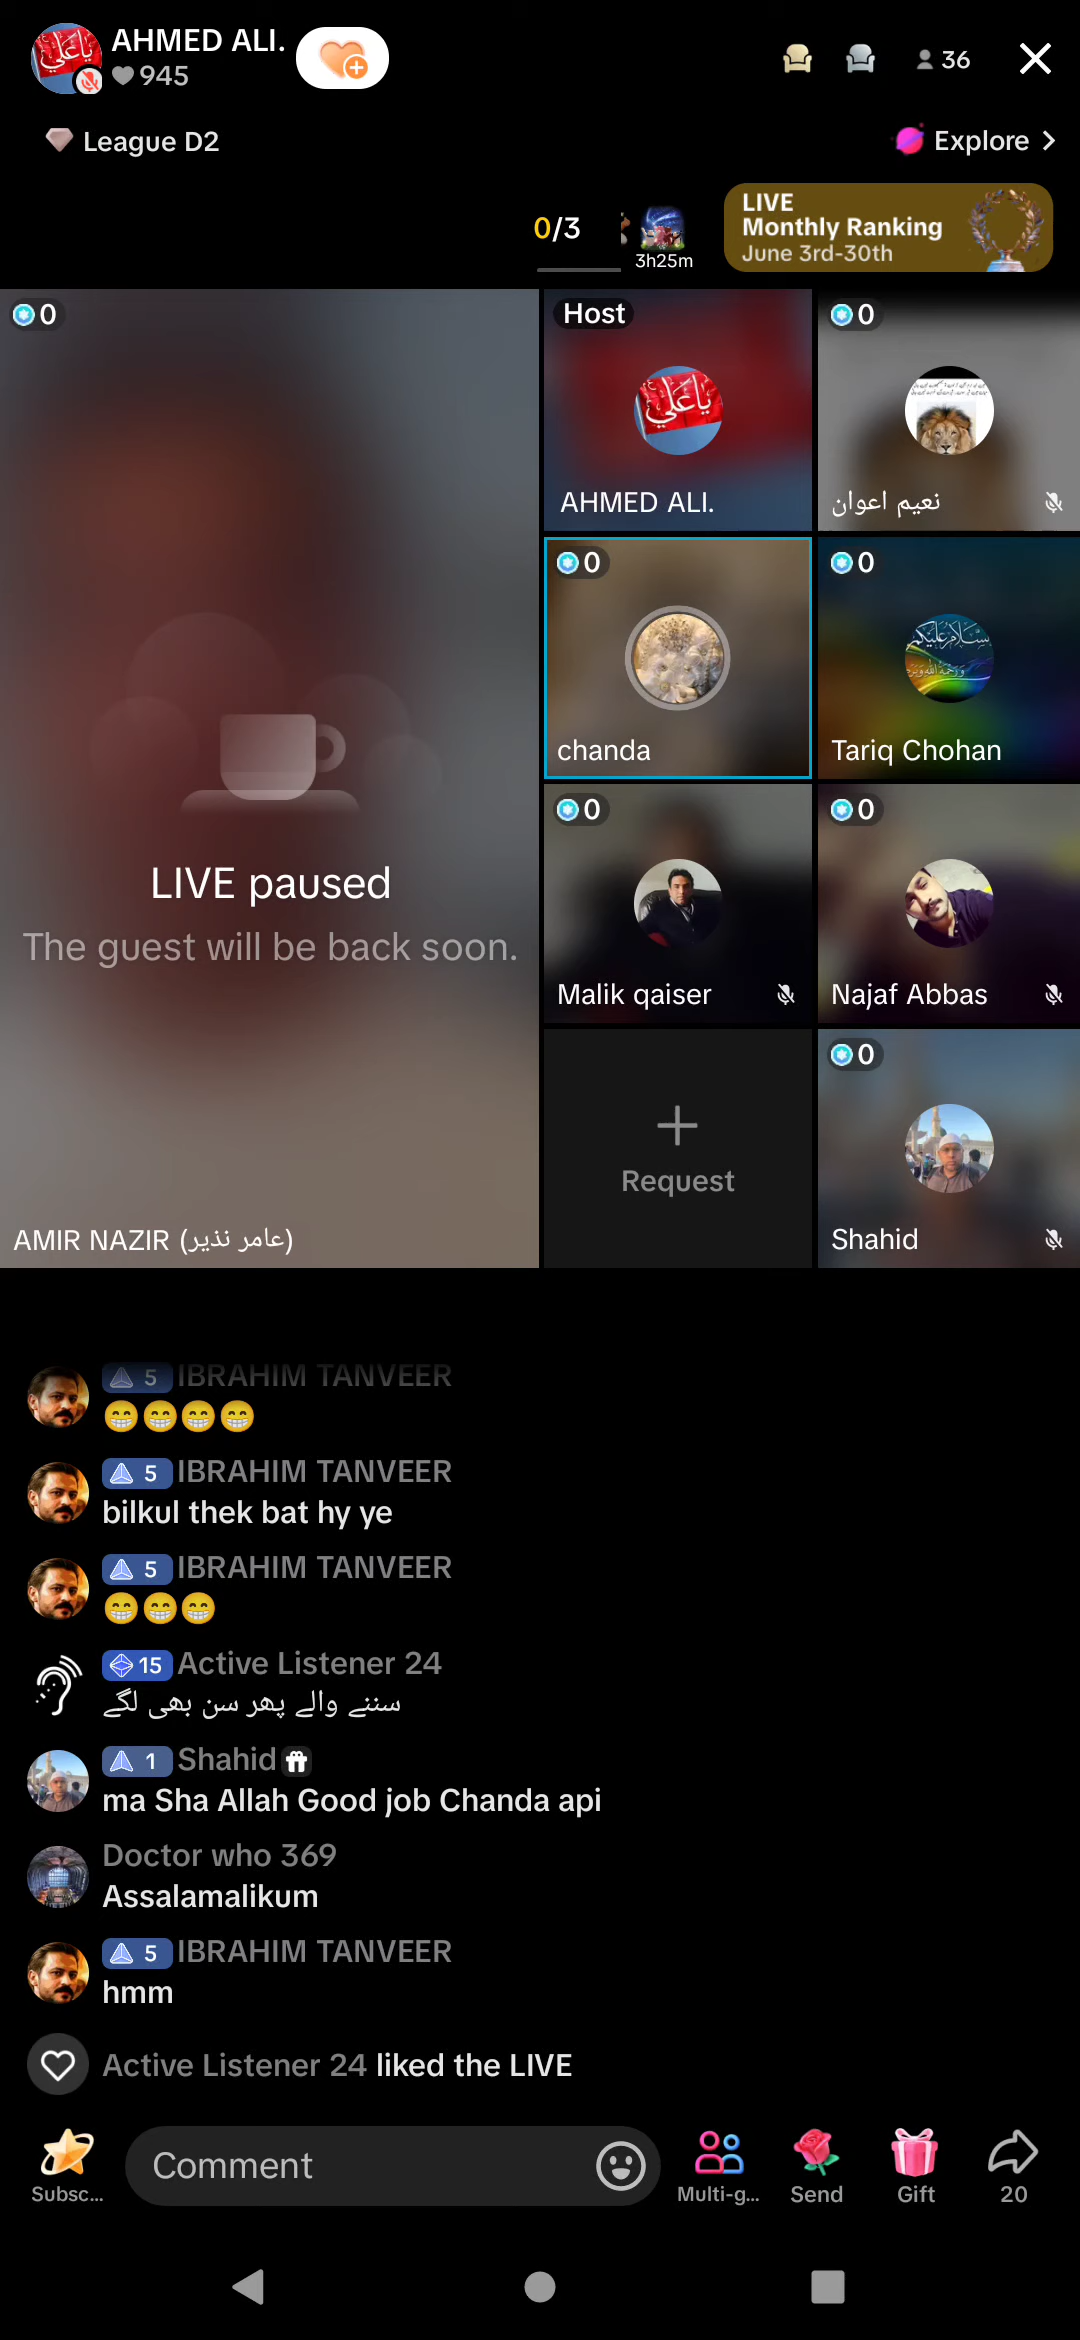 AHMED ALI.
945
36
League D2
Explore
0/3
3h25m
LIVE
Monthly Ranking
June 3rd-30th
0
Host
یاعلي
AHMED ALI.
0
نعیم اعوان
0
chanda
0
Tariq Chohan
LIVE paused
The guest will be back soon.
0
Malik qaiser
0
Najaf Abbas
Request
0
Shahid
AMIR NAZIR (عامر نذیر)
5 IBRAHIM TANVEER
😁😁😁😁
5 IBRAHIM TANVEER
bilkul thek bat hy ye
5 IBRAHIM TANVEER
😁😁😁
15 Active Listener 24
سننے والے پھر سن بھی لگے
1 Shahid
ma Sha Allah Good job Chanda api
Doctor who 369
Assalamalikum
5 IBRAHIM TANVEER
hmm
Active Listener 24 liked the LIVE
Comment
Subsc...
Multi-g...
Send
Gift
20